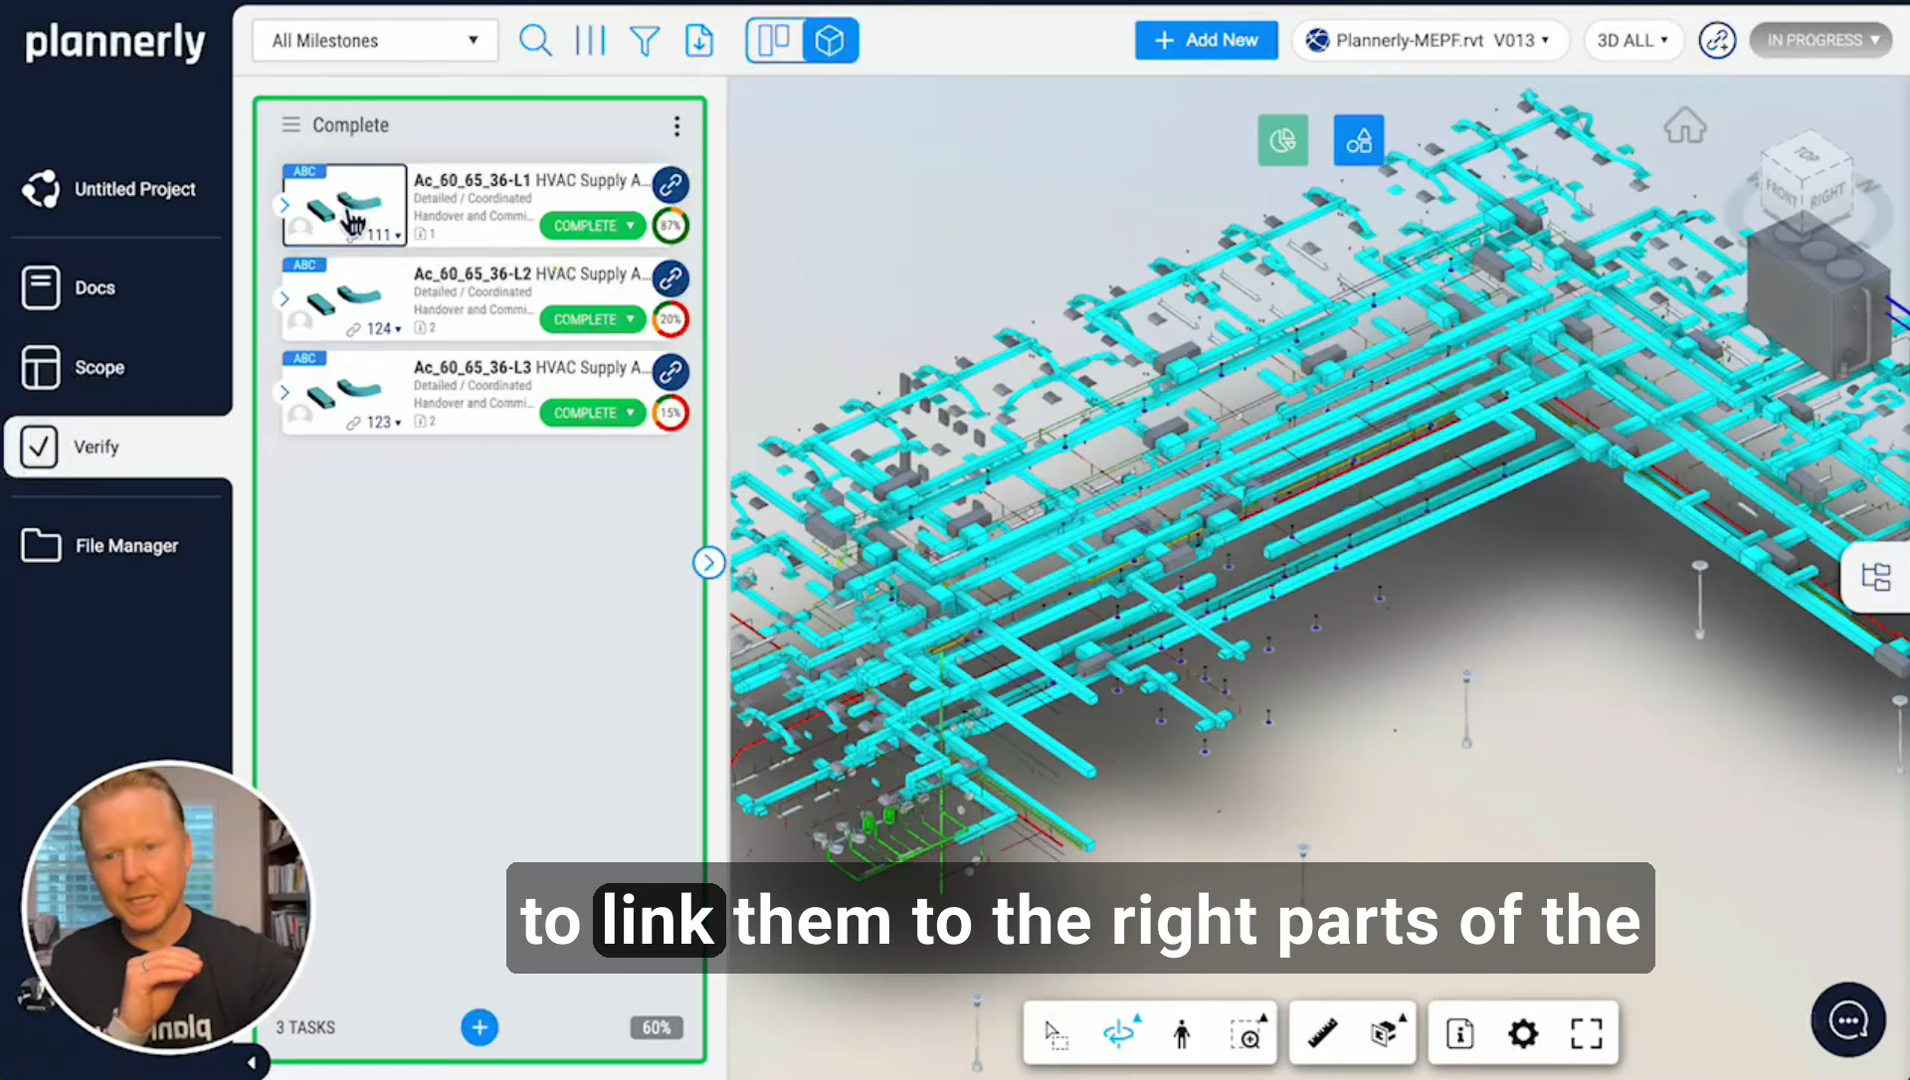 plannerly
All Milestones
Add New
Plannerly-MEPF.rvt V013
3D ALL
IN PROGRESS
Untitled Project
Docs
Scope
Verify
File Manager
Complete
ABC
Ac_60_65_36-L1 HVAC Supply A...
Detailed / Coordinated
Handover and Commi...
COMPLETE
87%
111
1
ABC
Ac_60_65_36-L2 HVAC Supply A...
Detailed / Coordinated
Handover and Commi...
COMPLETE
20%
124
2
ABC
Ac_60_65_36-L3 HVAC Supply A...
Detailed / Coordinated
Handover and Commi...
COMPLETE
15%
123
2
TOP
FRONT
RIGHT
to link them to the right parts of the
3 TASKS
60%